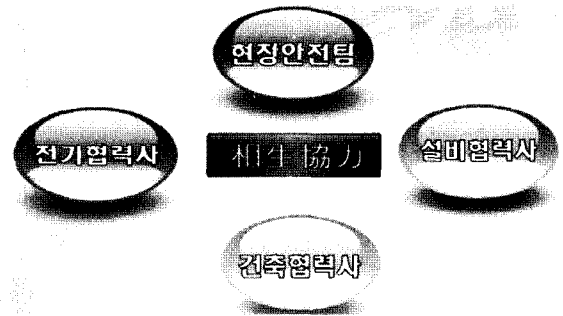 현장안전팀
전기협력사
相生協力
설비협력사
건축협력사